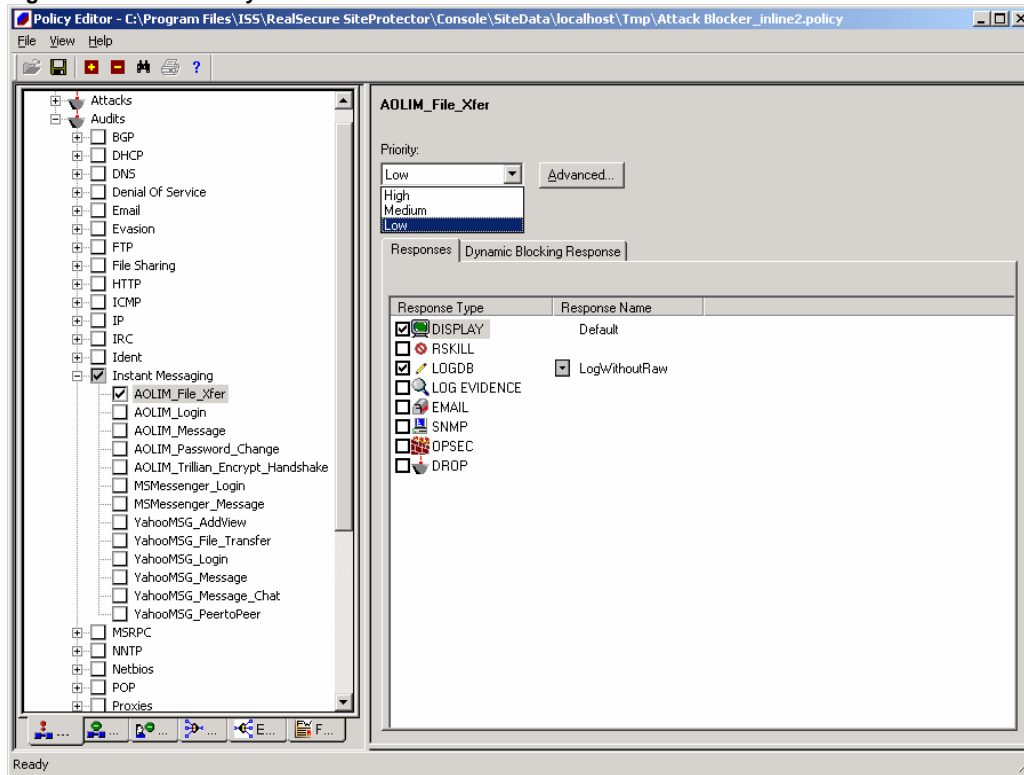 Policy Editor - C:\Program Files\ISS\RealSecure SiteProtector\Console\SiteData\localhost\Tmp\Attack Blocker_inline2.policy
File View Help
Attacks
Audits
BGP
DHCP
DNS
Denial Of Service
Email
Evasion
FTP
File Sharing
HTTP
ICMP
IP
IRC
Ident
Instant Messaging
AOLIM_File_Xfer
AOLIM_Login
AOLIM_Message
AOLIM_Password_Change
AOLIM_Trillian_Encrypt_Handshake
MSMessenger_Login
MSMessenger_Message
YahooMSG_AddView
YahooMSG_File_Transfer
YahooMSG_Login
YahooMSG_Message
YahooMSG_Message_Chat
YahooMSG_PeertoPeer
MSRPC
NNTP
Netbios
POP
Proxies
... ... ... ... E... F...
AOLIM_File_Xfer
Priority:
Low Advanced...
High
Medium
Low
Responses Dynamic Blocking Response
Response Type Response Name
DISPLAY Default
RSKILL
LOGDB LogWithoutRaw
LOG EVIDENCE
EMAIL
SNMP
OPSEC
DROP
Ready